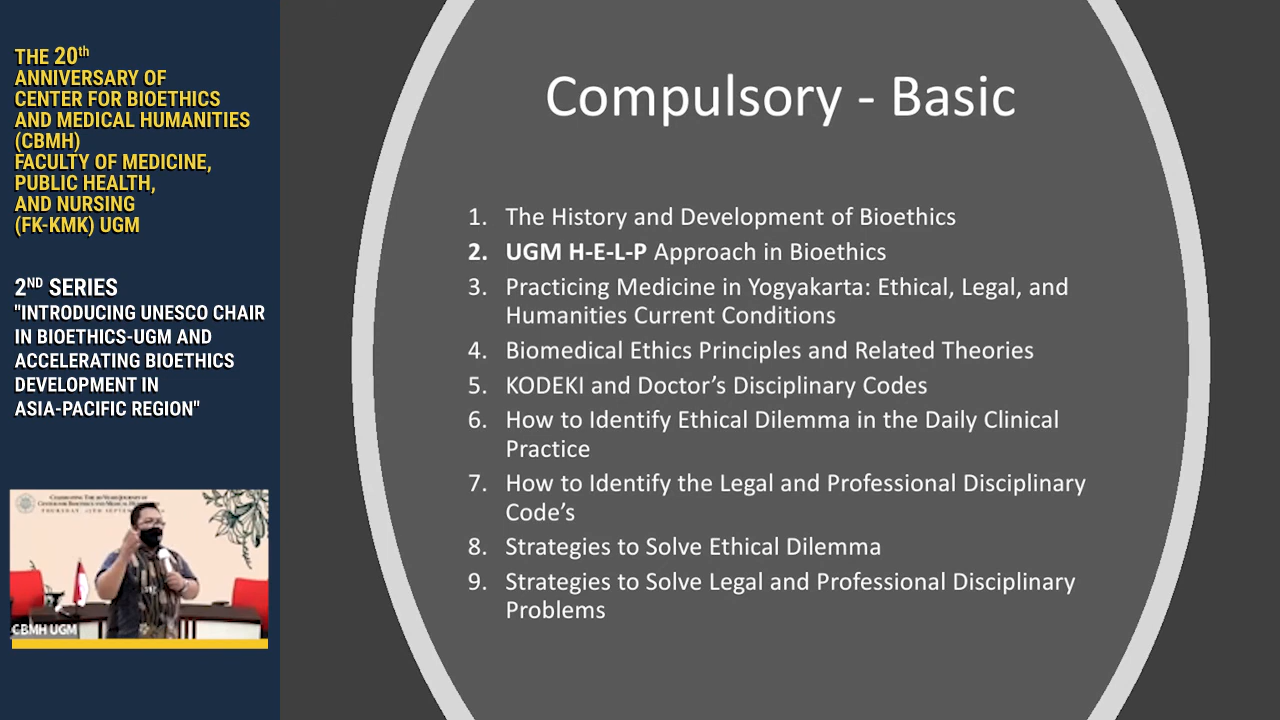 THE 20th
ANNIVERSARY OF
CENTER FOR BIOETHICS
AND MEDICAL HUMANITIES
(CBMH)
FACULTY OF MEDICINE,
PUBLIC HEALTH,
AND NURSING
(FK-KMK) UGM
2ND SERIES
"INTRODUCING UNESCO CHAIR
IN BIOETHICS-UGM AND
ACCELERATING BIOETHICS
DEVELOPMENT IN
ASIA-PACIFIC REGION"
CBMH UGM
Compulsory - Basic
1. The History and Development of Bioethics
2. UGM H-E-L-P Approach in Bioethics
3. Practicing Medicine in Yogyakarta: Ethical, Legal, and
Humanities Current Conditions
4. Biomedical Ethics Principles and Related Theories
5. KODEKI and Doctor’s Disciplinary Codes
6. How to Identify Ethical Dilemma in the Daily Clinical
Practice
7. How to Identify the Legal and Professional Disciplinary
Code’s
8. Strategies to Solve Ethical Dilemma
9. Strategies to Solve Legal and Professional Disciplinary
Problems